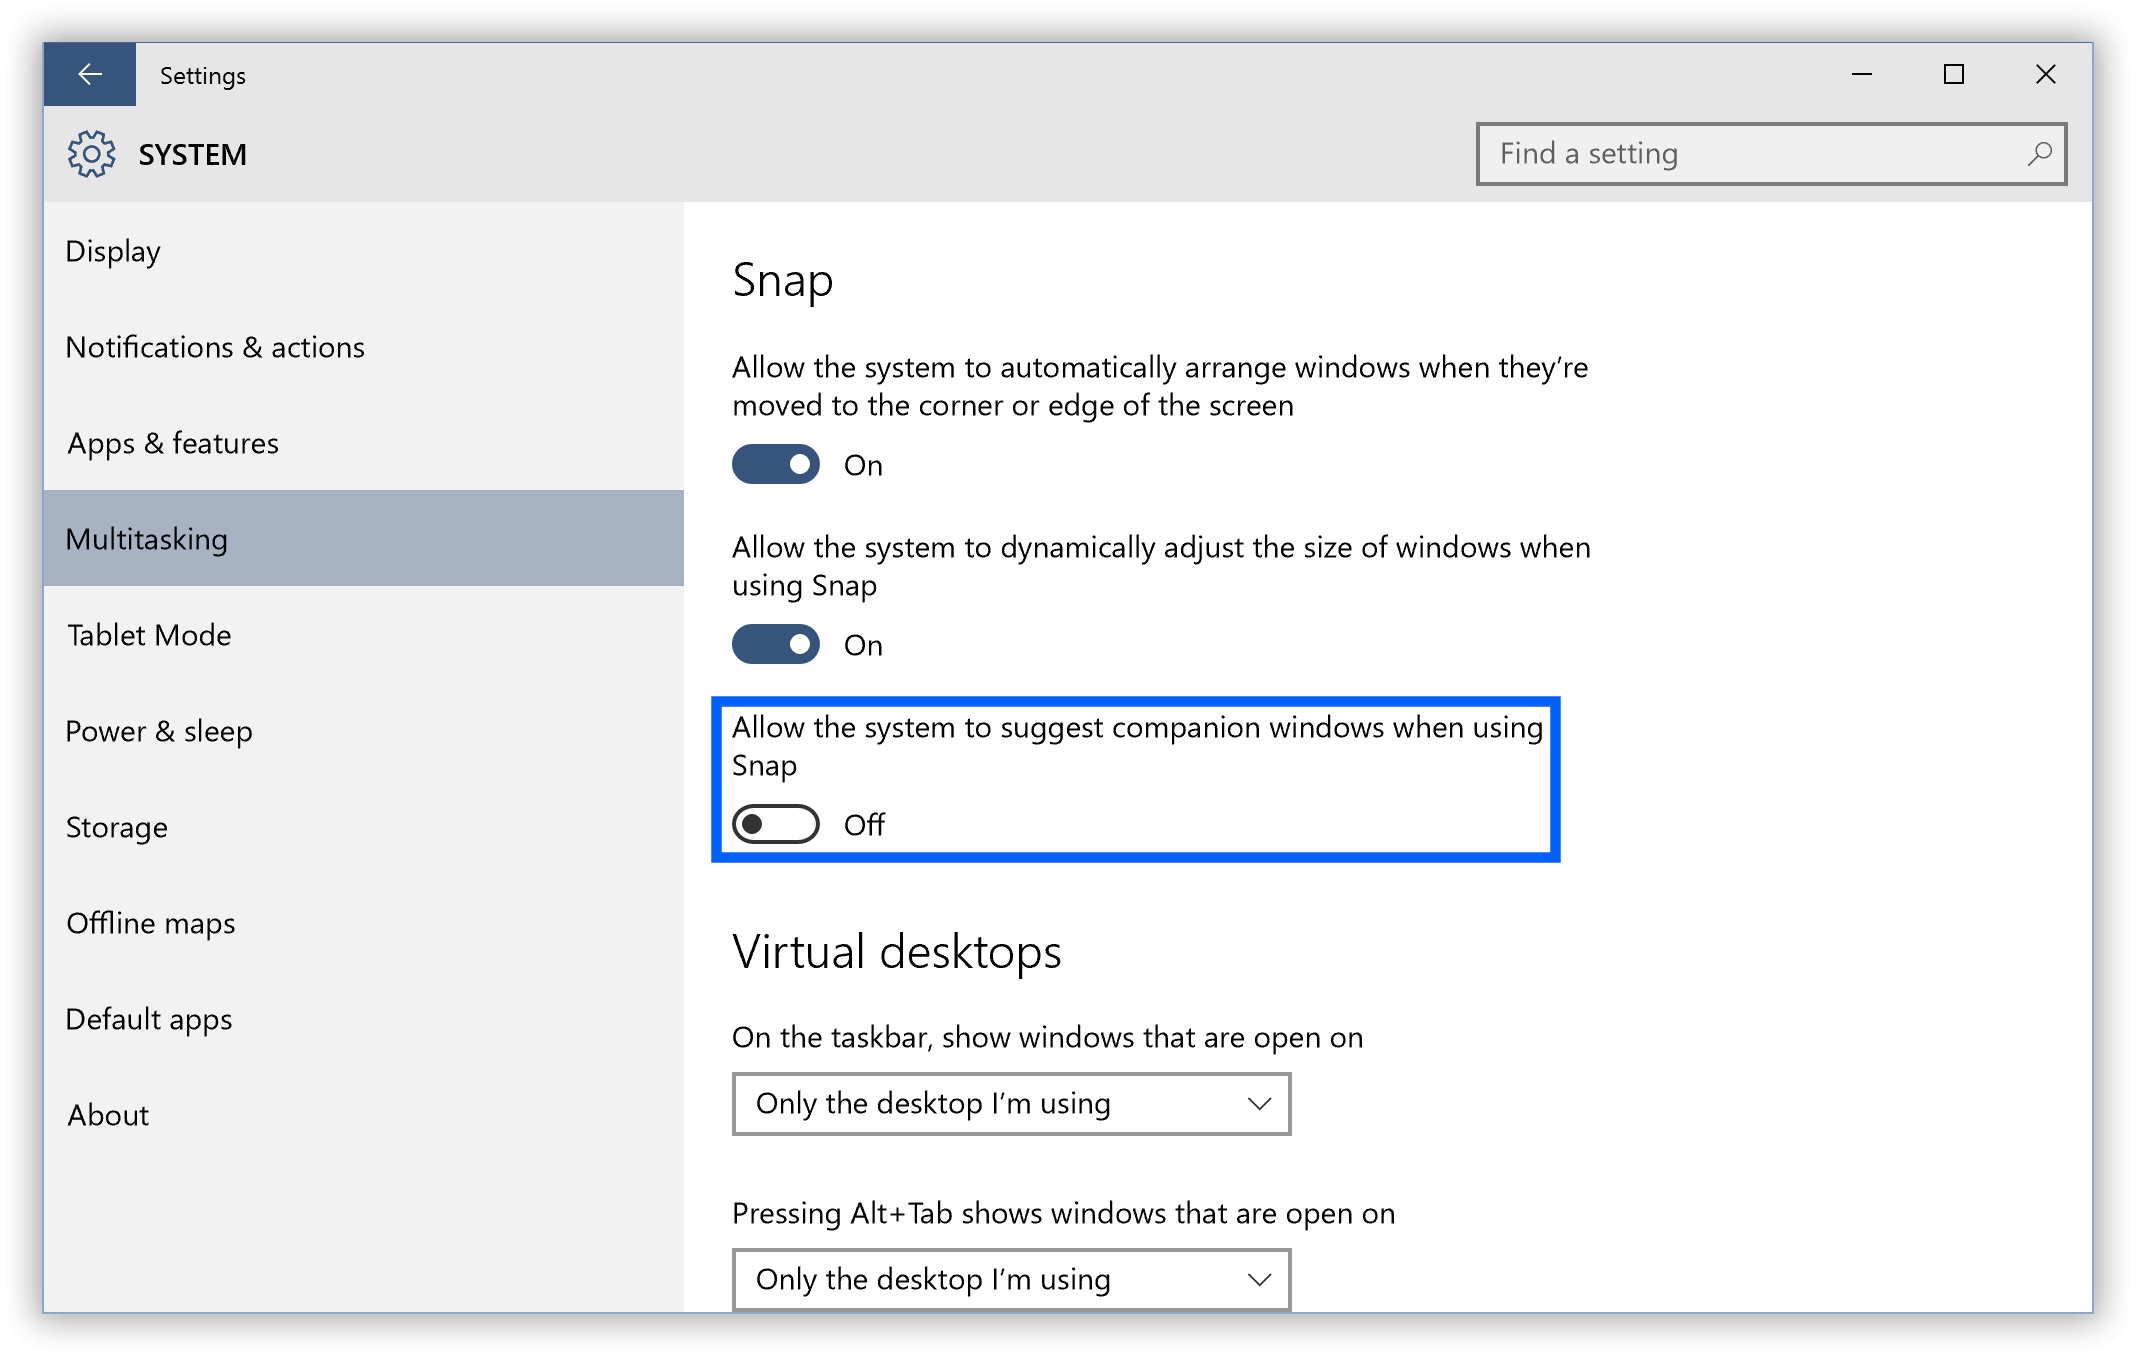 Settings
SYSTEM
Find a setting
Display
Notifications & actions
Apps & features
Multitasking
Tablet Mode
Power & sleep
Storage
Offline maps
Default apps
About
Snap
Allow the system to automatically arrange windows when they’re
moved to the corner or edge of the screen
On
Allow the system to dynamically adjust the size of windows when
using Snap
On
Allow the system to suggest companion windows when using
Snap
Off
Virtual desktops
On the taskbar, show windows that are open on
Only the desktop I’m using
Pressing Alt+Tab shows windows that are open on
Only the desktop I’m using